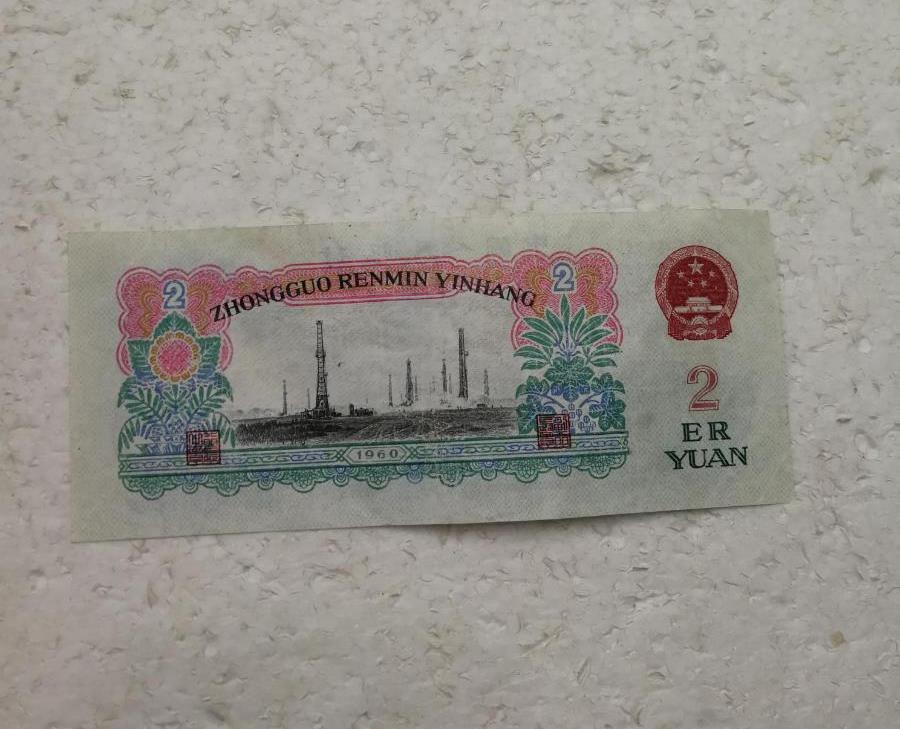 ZHONGGUO RENMIN YINHANG
2
2
1960
2
ER
YUAN